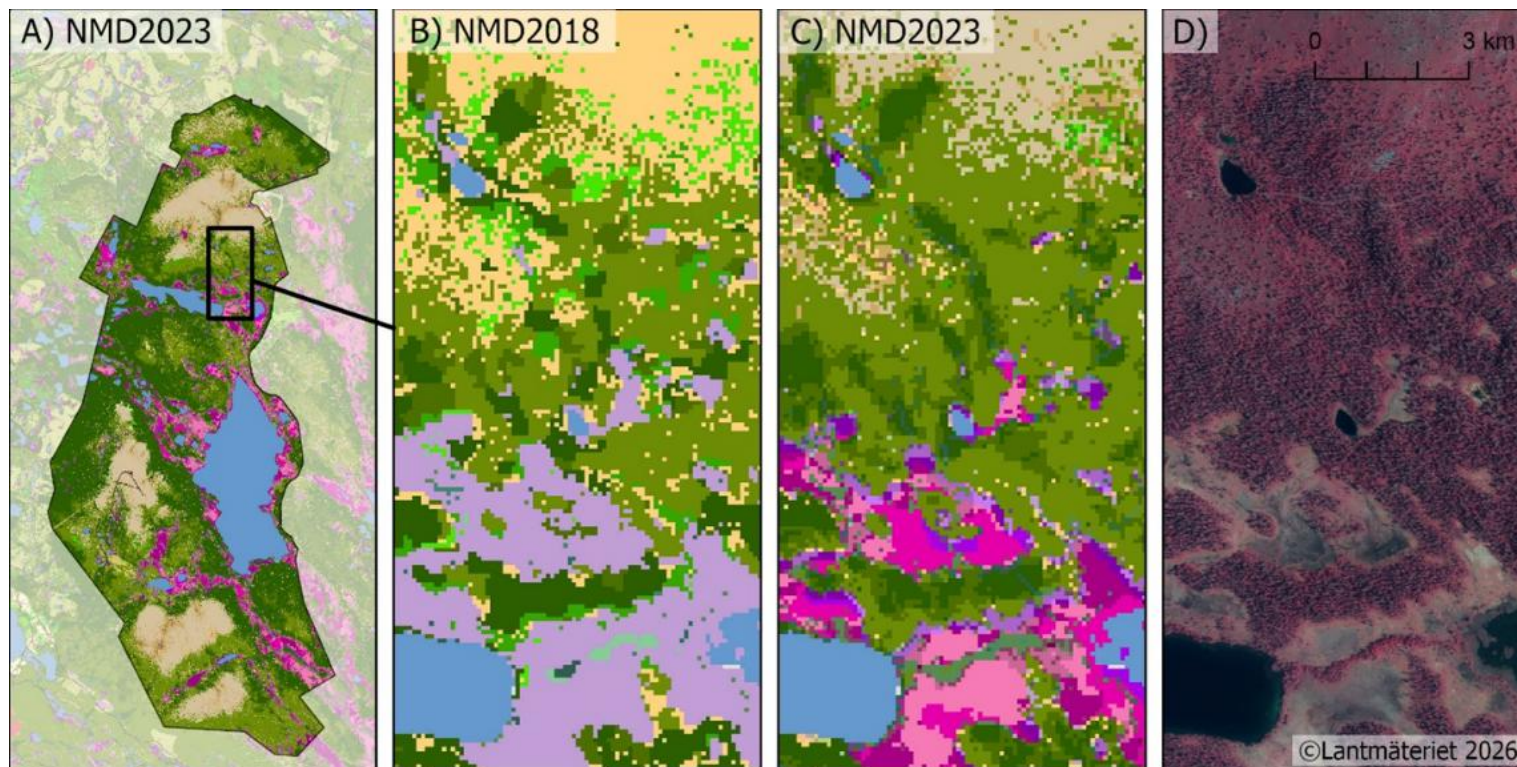 A) NMD2023
B) NMD2018
C) NMD2023
D)
0 3 km
©Lantmäteriet 2026